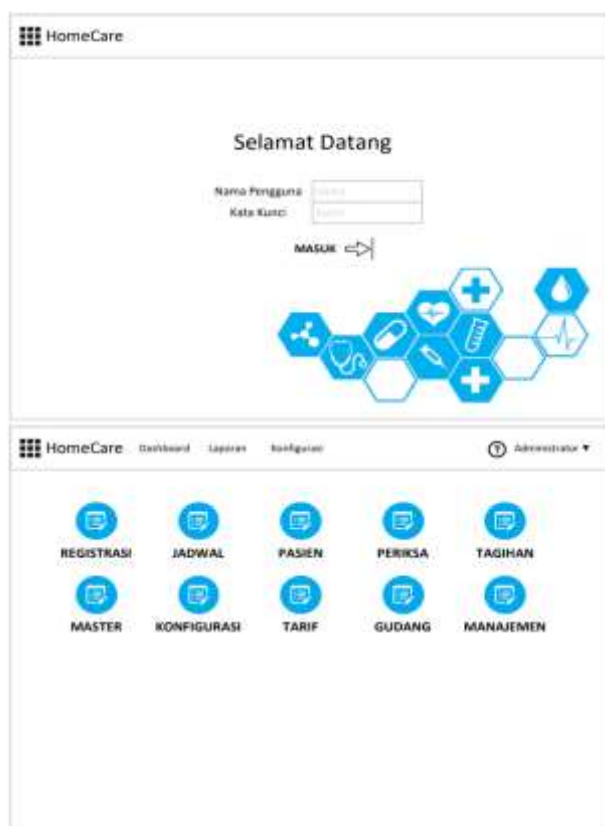 HomeCare
Selamat Datang
Nama Pengguna
Kata Kunci
MASUK
HomeCare Dashboard Laporan Konfigurasi ? Administrator
REGISTRASI JADWAL PASIEN PERIKSA TAGIHAN
MASTER KONFIGURASI TARIF GUDANG MANAJEMEN